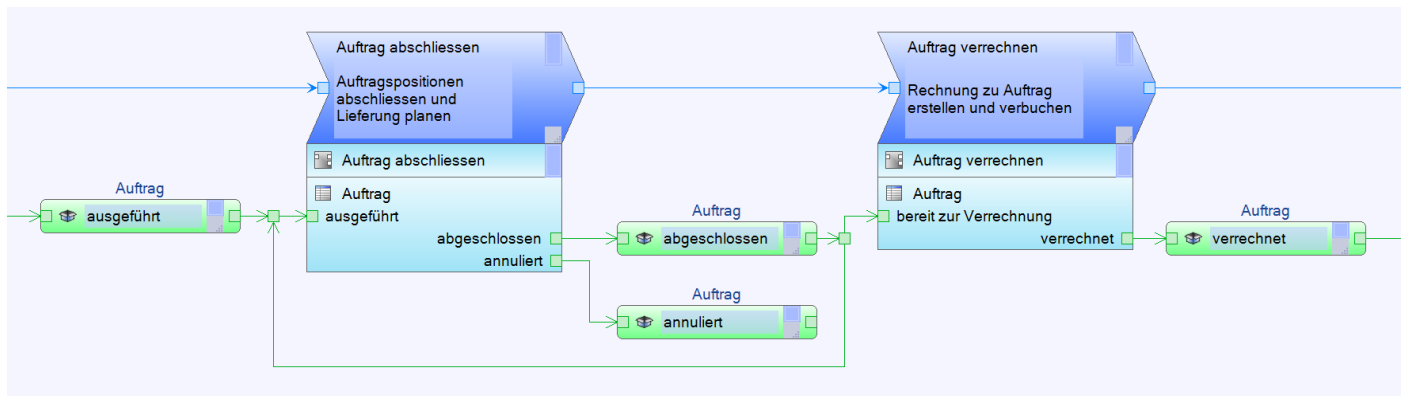 Auftrag abschliessen
Auftragspositionen
abschliessen und
Lieferung planen
Auftrag abschliessen
Auftrag
ausgeführt
abgeschlossen
annuliert
Auftrag
ausgeführt
Auftrag
abgeschlossen
Auftrag
annuliert
Auftrag verrechnen
Rechnung zu Auftrag
erstellen und verbuchen
Auftrag verrechnen
Auftrag
bereit zur Verrechnung
verrechnet
Auftrag
verrechnet